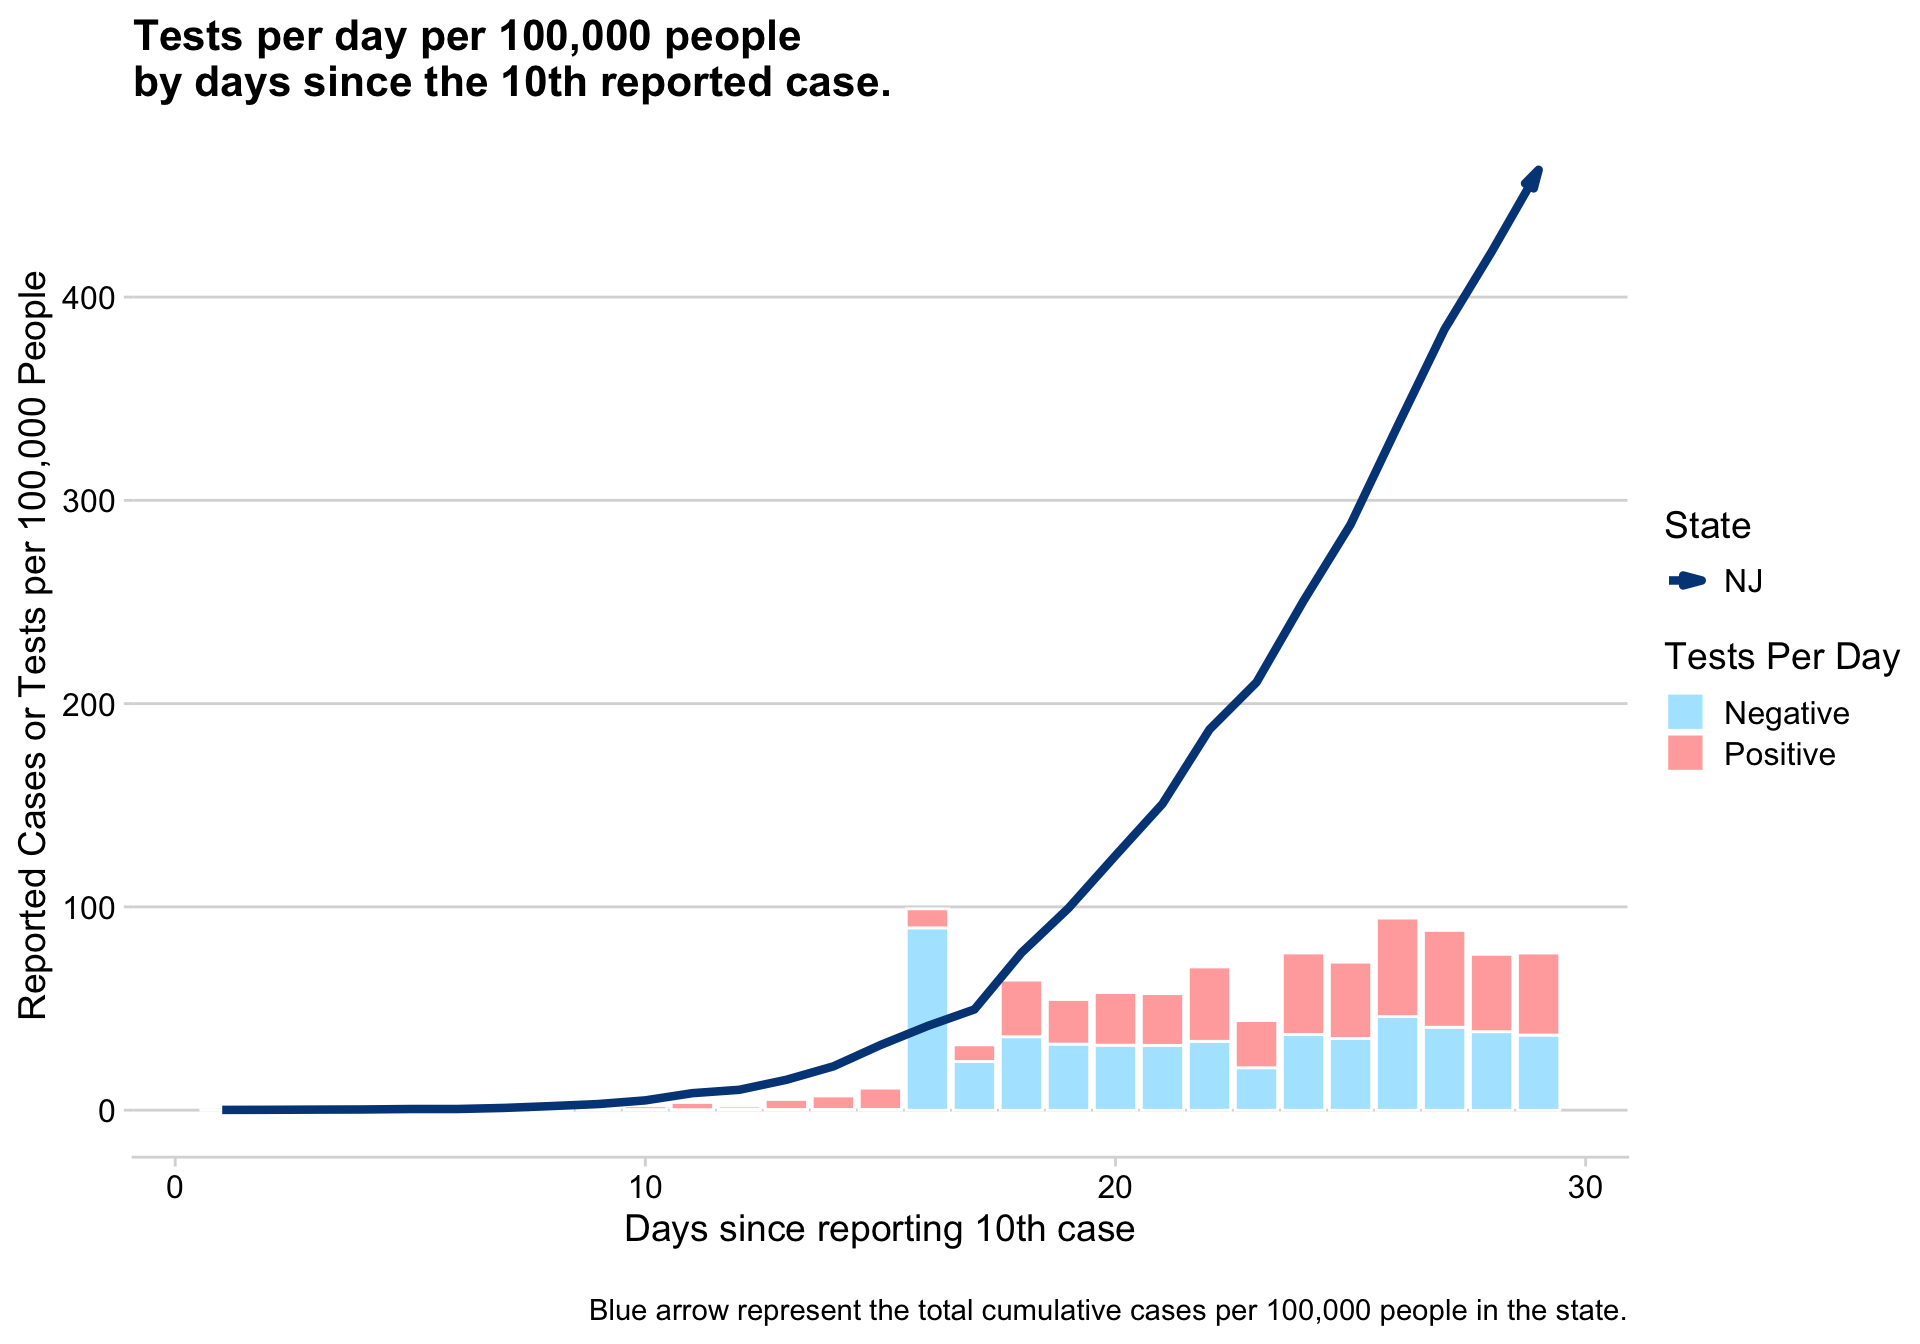 Tests per day per 100,000 people
by days since the 10th reported case.
Reported Cases or Tests per 100,000 People
400
300
200
100
0
0
10
20
30
Days since reporting 10th case
State
NJ
Tests Per Day
Negative
Positive
Blue arrow represent the total cumulative cases per 100,000 people in the state.